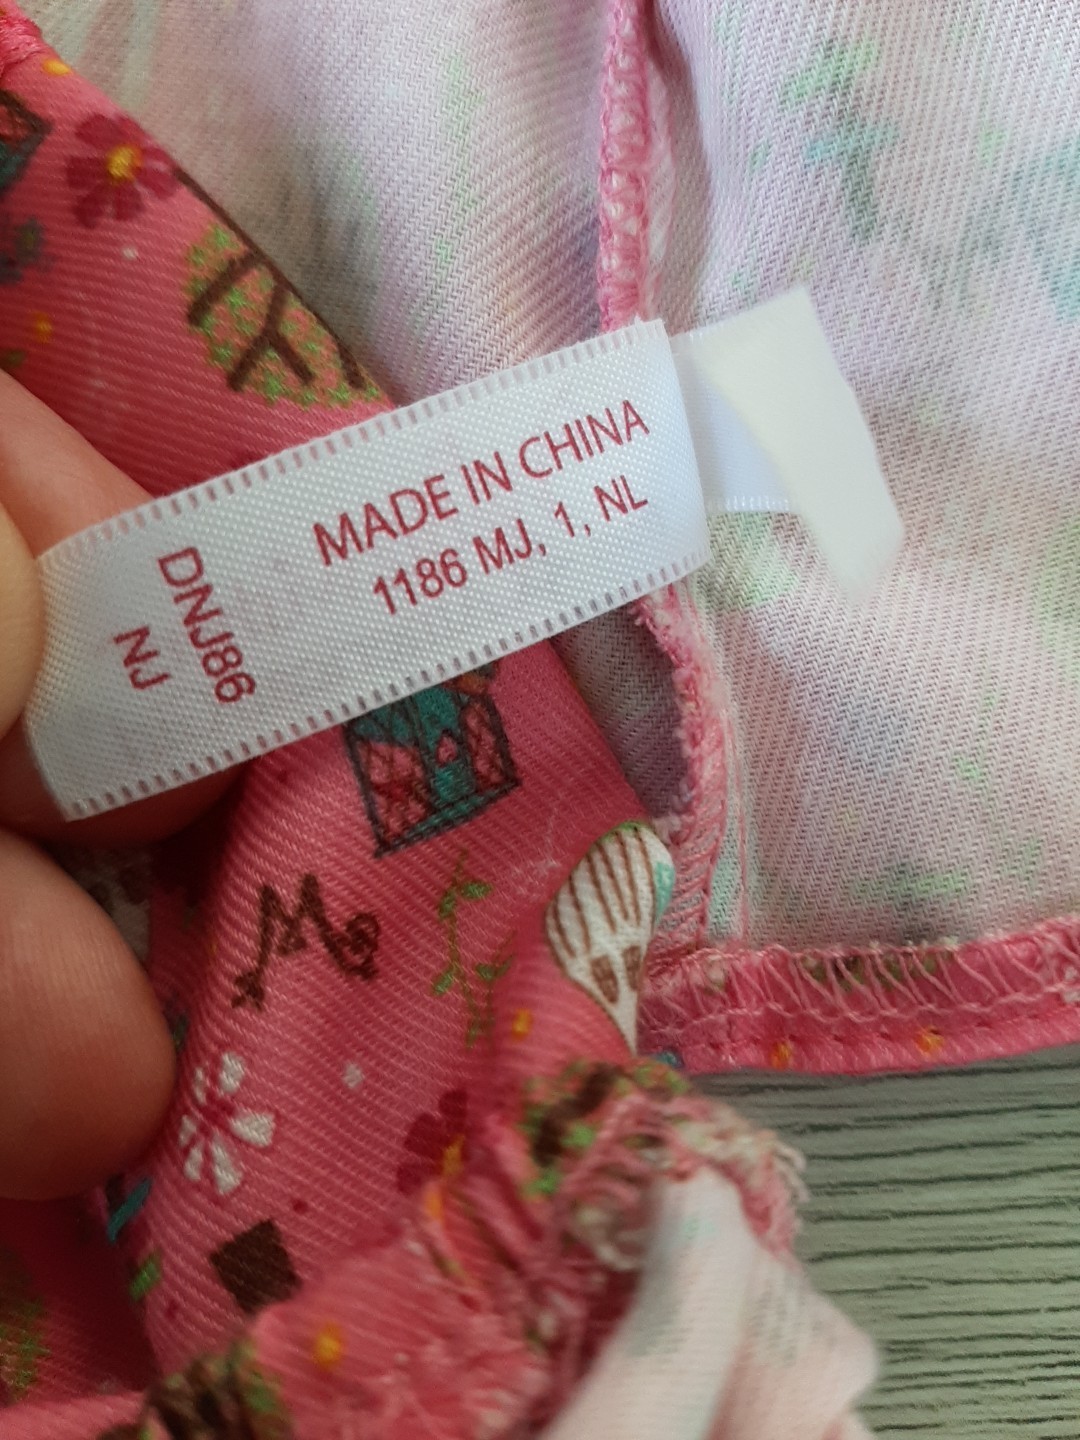 MADE IN CHINA
1186 MJ, 1, NL
DNJ86
NJ
M